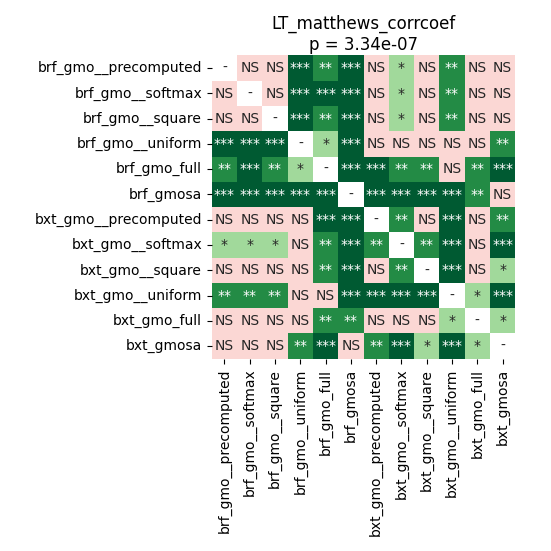 LT_matthews_corrcoef
p = 3.34e-07
brf_gmo__precomputed - NS NS *** ** *** NS * NS ** NS NS
brf_gmo__softmax NS - NS *** *** *** NS * NS ** NS NS
brf_gmo__square NS NS - *** ** *** NS * NS ** NS NS
brf_gmo__uniform *** *** *** - * *** NS NS NS NS NS **
brf_gmo_full ** *** ** * - *** *** ** ** NS ** ***
brf_gmosa *** *** *** *** *** - *** *** *** *** ** NS
bxt_gmo__precomputed NS NS NS NS *** *** - ** NS *** NS **
bxt_gmo__softmax * * * NS ** *** ** - ** *** NS ***
bxt_gmo__square NS NS NS NS ** *** NS ** - *** NS *
bxt_gmo__uniform ** ** ** NS NS *** *** *** *** - * ***
bxt_gmo_full NS NS NS NS ** ** NS NS NS * - *
bxt_gmosa NS NS NS ** *** NS ** *** * *** * -
brf_gmo__precomputed
brf_gmo__softmax
brf_gmo__square
brf_gmo__uniform
brf_gmo_full
brf_gmosa
bxt_gmo__precomputed
bxt_gmo__softmax
bxt_gmo__square
bxt_gmo__uniform
bxt_gmo_full
bxt_gmosa